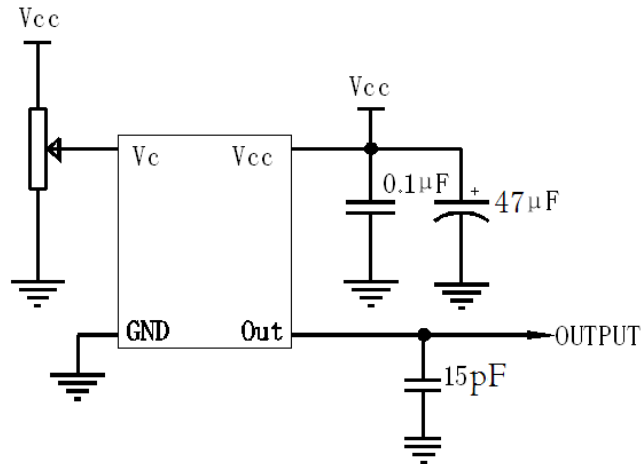 Vcc
Vcc
Vc
Vcc
0.1μF
+
47μF
GND
Out
OUTPUT
15pF